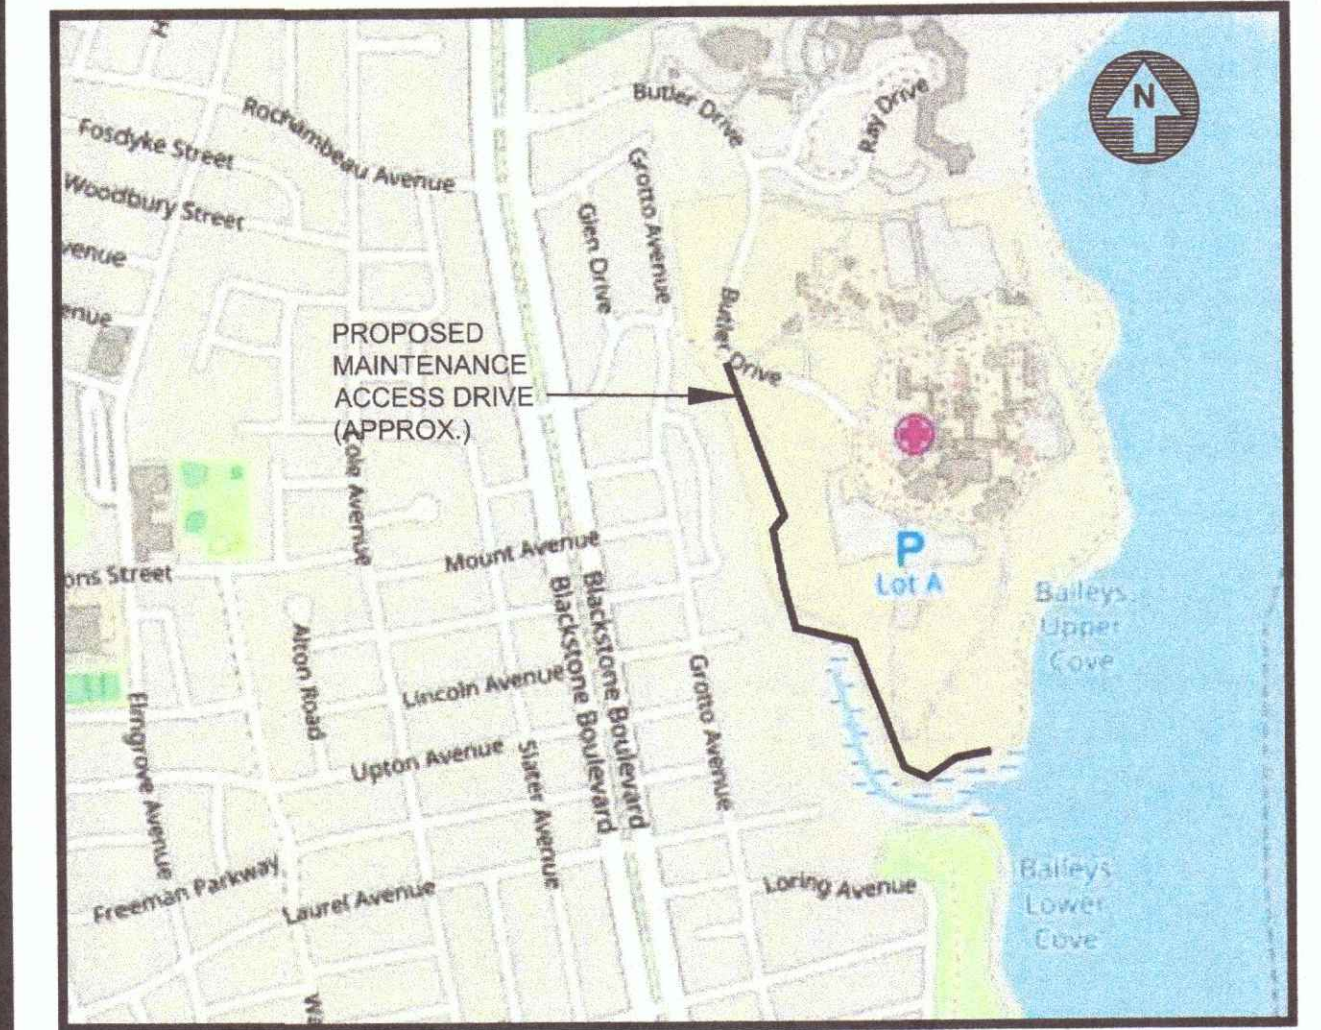 N
Butler Drive
Ray Drive
Rochambeau Avenue
Fosdyke Street
Woodbury Street
venue
enue
Grotto Avenue
Glen Drive
Butler Drive
PROPOSED
MAINTENANCE
ACCESS DRIVE
(APPROX.)
Cole Avenue
Mount Avenue
P
Lot A
ons Street
Blackstone Boulevard
Blackstone Boulevard
Baileys
Upper
Cove
Alton Road
Lincoln Avenue
Grotto Avenue
Elmgrove Avenue
Upton Avenue
Slater Avenue
Freeman Parkway
Laurel Avenue
Loring Avenue
Baileys
Lower
Cove